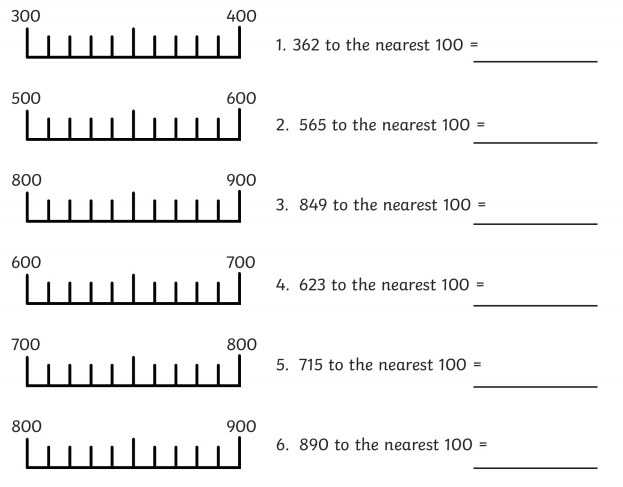 300 400
1. 362 to the nearest 100 =
500 600
2. 565 to the nearest 100 =
800 900
3. 849 to the nearest 100 =
600 700
4. 623 to the nearest 100 =
700 800
5. 715 to the nearest 100 =
800 900
6. 890 to the nearest 100 =